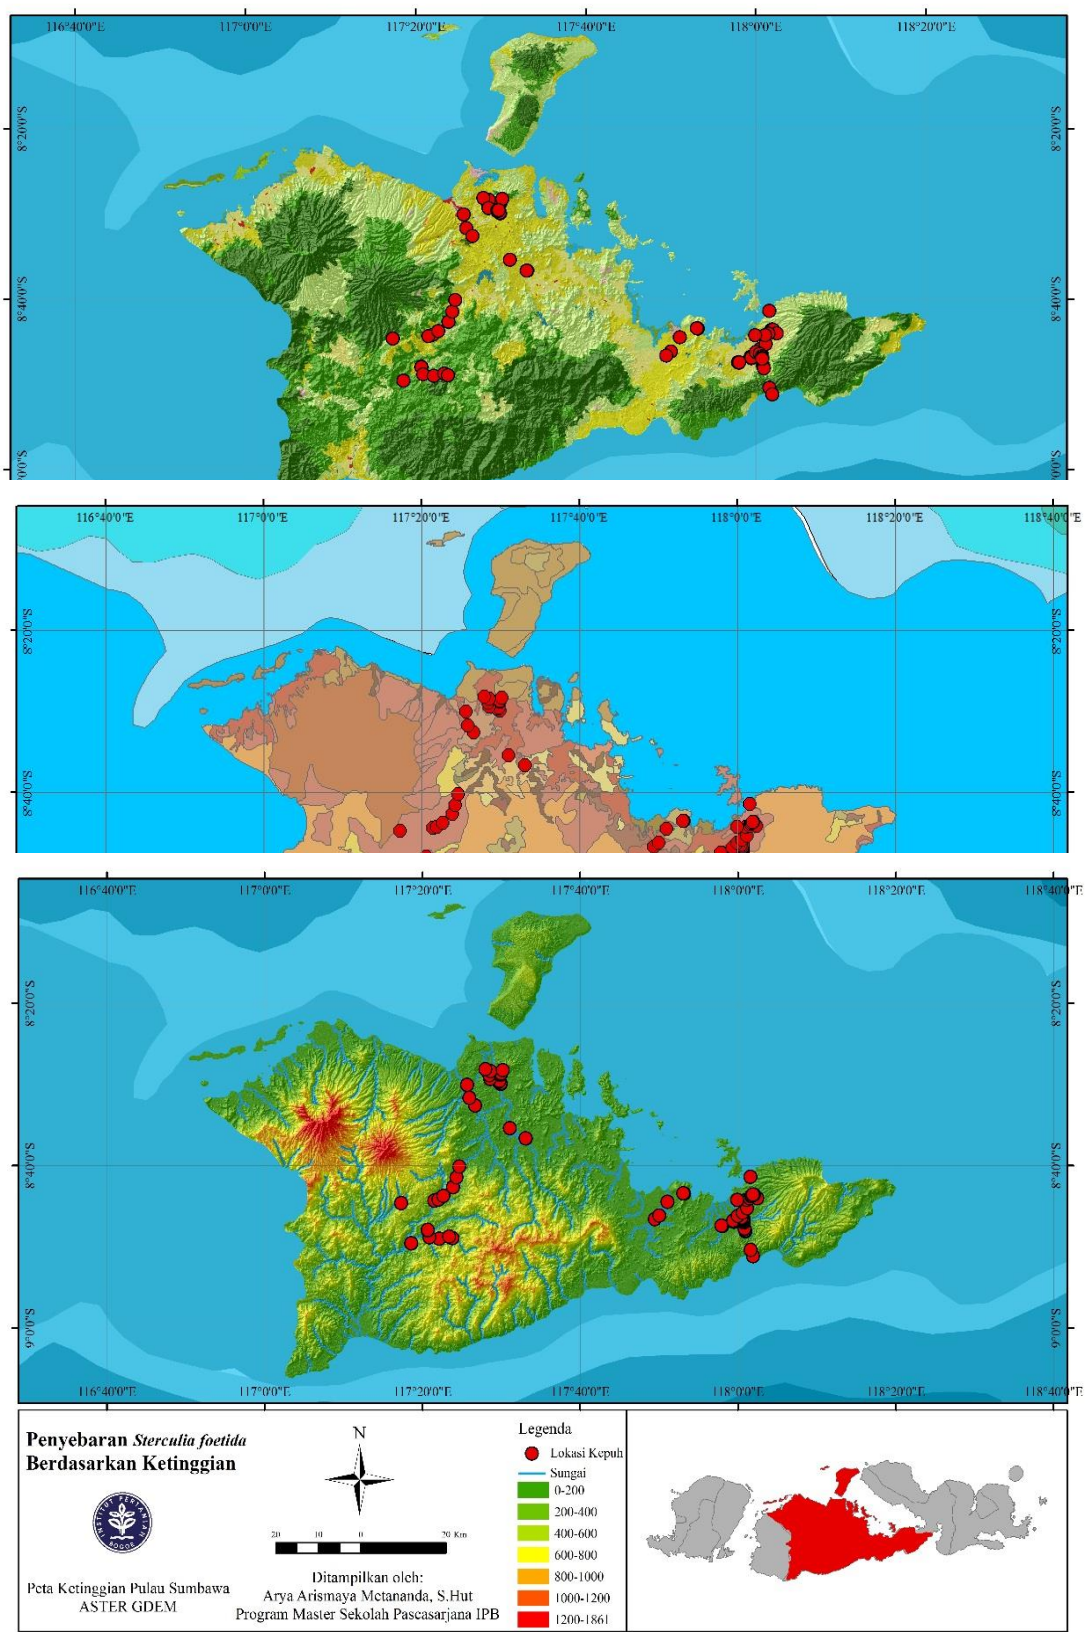 116°40'0"E 117°0'0"E 117°20'0"E 117°40'0"E 118°0'0"E 118°20'0"E
8°20'0"S 8°20'0"S
8°40'0"S 8°40'0"S
116°40'0"E 117°0'0"E 117°20'0"E 117°40'0"E 118°0'0"E 118°20'0"E 118°40'0"E
8°20'0"S 8°20'0"S
8°40'0"S 8°40'0"S
116°40'0"E 117°0'0"E 117°20'0"E 117°40'0"E 118°0'0"E 118°20'0"E 118°40'0"E
8°20'0"S 8°20'0"S
8°40'0"S 8°40'0"S
9°0'0"S 9°0'0"S
116°40'0"E 117°0'0"E 117°20'0"E 117°40'0"E 118°0'0"E 118°20'0"E 118°40'0"E
Penyebaran Sterculia foetida
Berdasarkan Ketinggian
INSTITUT PERTANIAN
BOGOR
Peta Ketinggian Pulau Sumbawa
ASTER GDEM
N
20 10 0 20 Km
Ditampilkan oleh:
Arya Arismaya Metananda, S.Hut
Program Master Sekolah Pascasarjana IPB
Legenda
Lokasi Kepuh
Sungai
0-200
200-400
400-600
600-800
800-1000
1000-1200
1200-1861